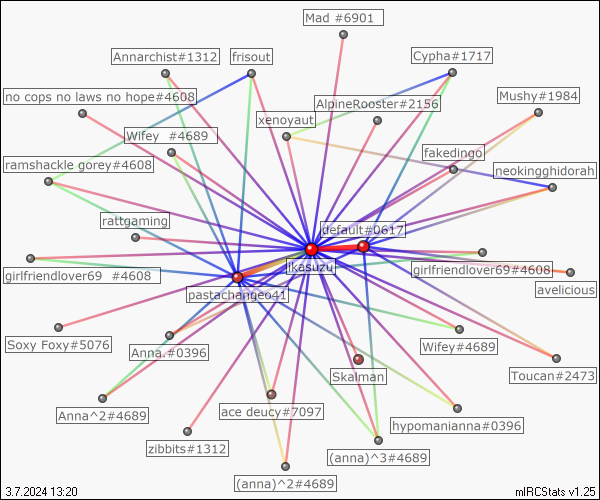 Mad #6901
Annarchist#1312
frisout
Cypha#1717
no cops no laws no hope#4608
AlpineRooster#2156
Mushy#1984
xenoyaut
Wifey #4689
fakedingo
ramshackle gorey#4608
neokingghidorah
rattgaming
default#0617
jkasuzu
girlfriendlover69 #4608
girlfriendlover69#4608
pastachangeo41
avelicious
Soxy Foxy#5076
Anna.#0396
Wifey#4689
Skalman
Toucan#2473
Anna^2#4689
ace deucy#7097
hypomanianna#0396
zibbits#1312
(anna)^3#4689
(anna)^2#4689
3.7.2024 13:20
mIRCStats v1.25